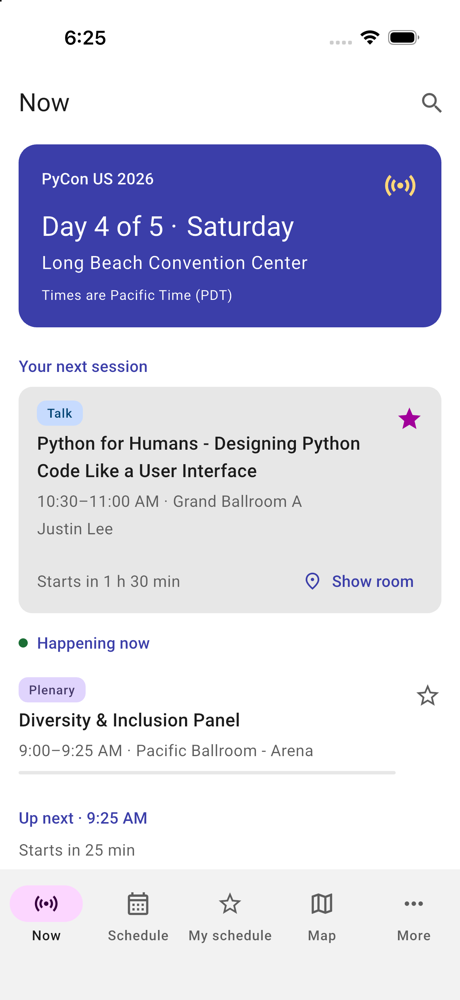 6:25
Now
PyCon US 2026
Day 4 of 5 · Saturday
Long Beach Convention Center
Times are Pacific Time (PDT)
Your next session
Talk
Python for Humans - Designing Python
Code Like a User Interface
10:30–11:00 AM · Grand Ballroom A
Justin Lee
Starts in 1 h 30 min
Show room
Happening now
Plenary
Diversity & Inclusion Panel
9:00–9:25 AM · Pacific Ballroom - Arena
Up next · 9:25 AM
Starts in 25 min
Now
Schedule
My schedule
Map
More